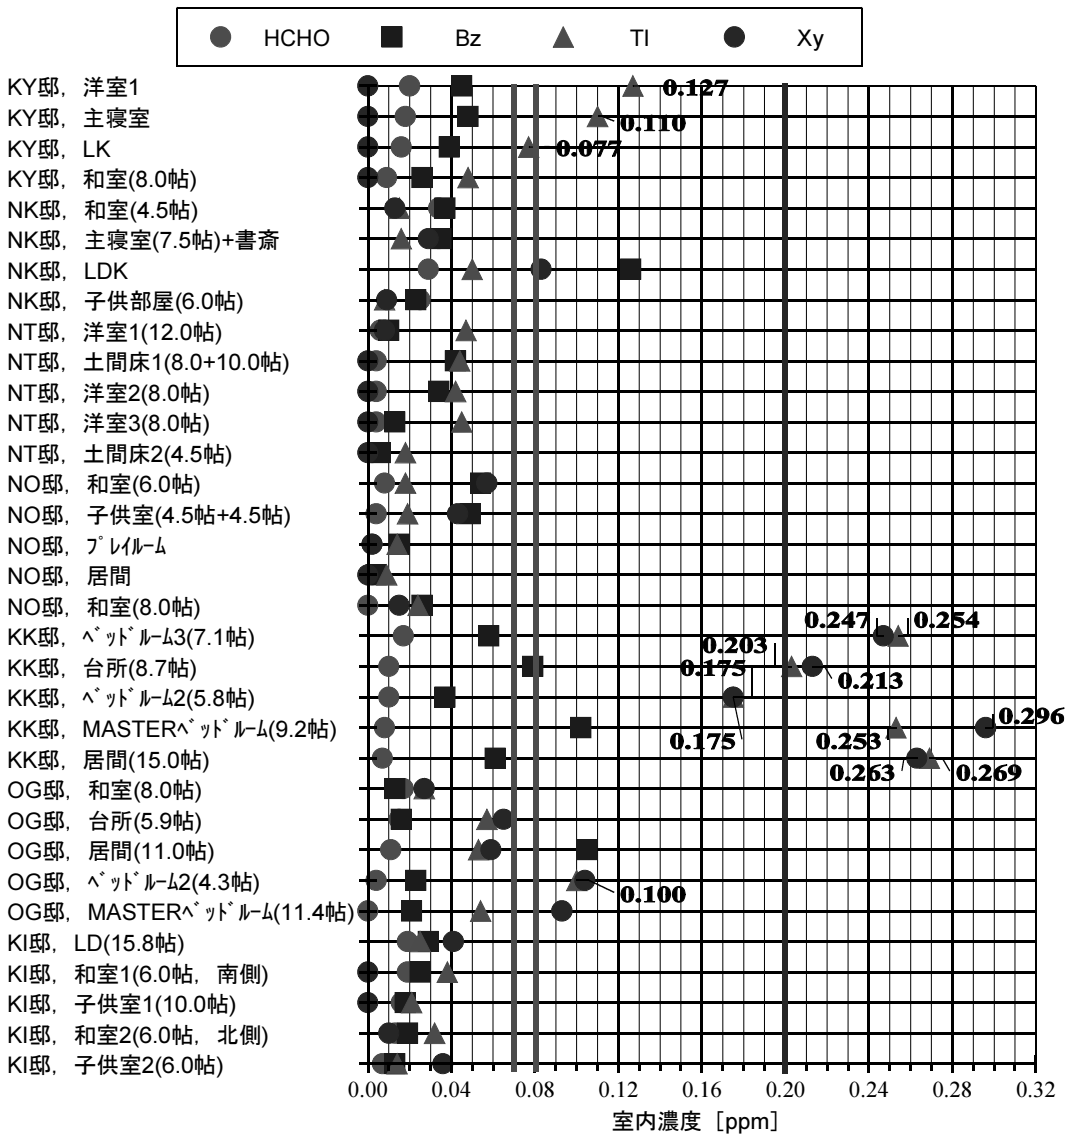 HCHO Bz Tl Xy
KY邸, 洋室1
0.127
KY邸, 主寝室
0.110
KY邸, LK
0.077
KY邸, 和室(8.0帖)
NK邸, 和室(4.5帖)
NK邸, 主寝室(7.5帖)+書斎
NK邸, LDK
NK邸, 子供部屋(6.0帖)
NT邸, 洋室1(12.0帖)
NT邸, 土間床1(8.0+10.0帖)
NT邸, 洋室2(8.0帖)
NT邸, 洋室3(8.0帖)
NT邸, 土間床2(4.5帖)
NO邸, 和室(6.0帖)
NO邸, 子供室(4.5帖+4.5帖)
NO邸, プレイルーム
NO邸, 居間
NO邸, 和室(8.0帖)
0.247 0.254
KK邸, ベッドルーム3(7.1帖)
0.203
KK邸, 台所(8.7帖)
0.175
0.213
KK邸, ベッドルーム2(5.8帖)
0.296
KK邸, MASTERベッドルーム(9.2帖)
0.175 0.253
KK邸, 居間(15.0帖)
0.263 0.269
OG邸, 和室(8.0帖)
OG邸, 台所(5.9帖)
OG邸, 居間(11.0帖)
OG邸, ベッドルーム2(4.3帖)
0.100
OG邸, MASTERベッドルーム(11.4帖)
KI邸, LD(15.8帖)
KI邸, 和室1(6.0帖, 南側)
KI邸, 子供室1(10.0帖)
KI邸, 和室2(6.0帖, 北側)
KI邸, 子供室2(6.0帖)
0.00 0.04 0.08 0.12 0.16 0.20 0.24 0.28 0.32
室内濃度 [ppm]